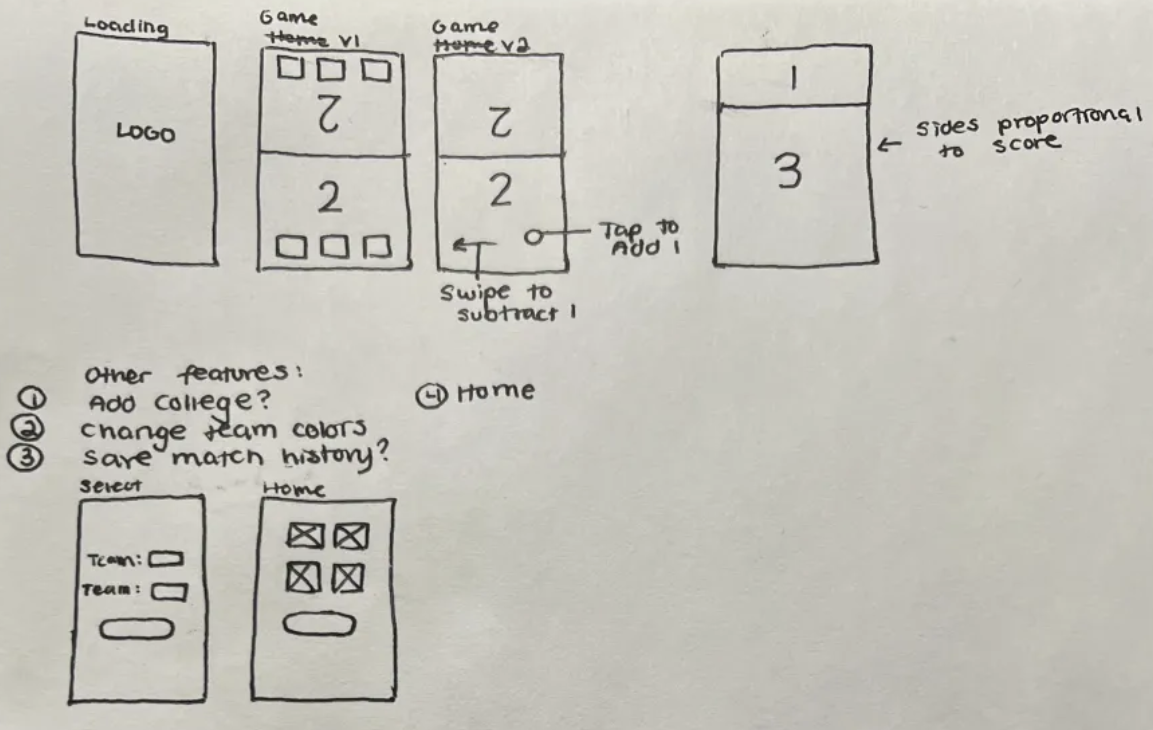 Loading
LOGO
Game
Home V1
2
2
Game
Home V2
2
2
Tap to
Add 1
Swipe to
subtract 1
1
3
← Sides proportional
to score
Other features:
① Add college?
② change team colors
③ save match history?
④ Home
Select
Team:
Team:
Home